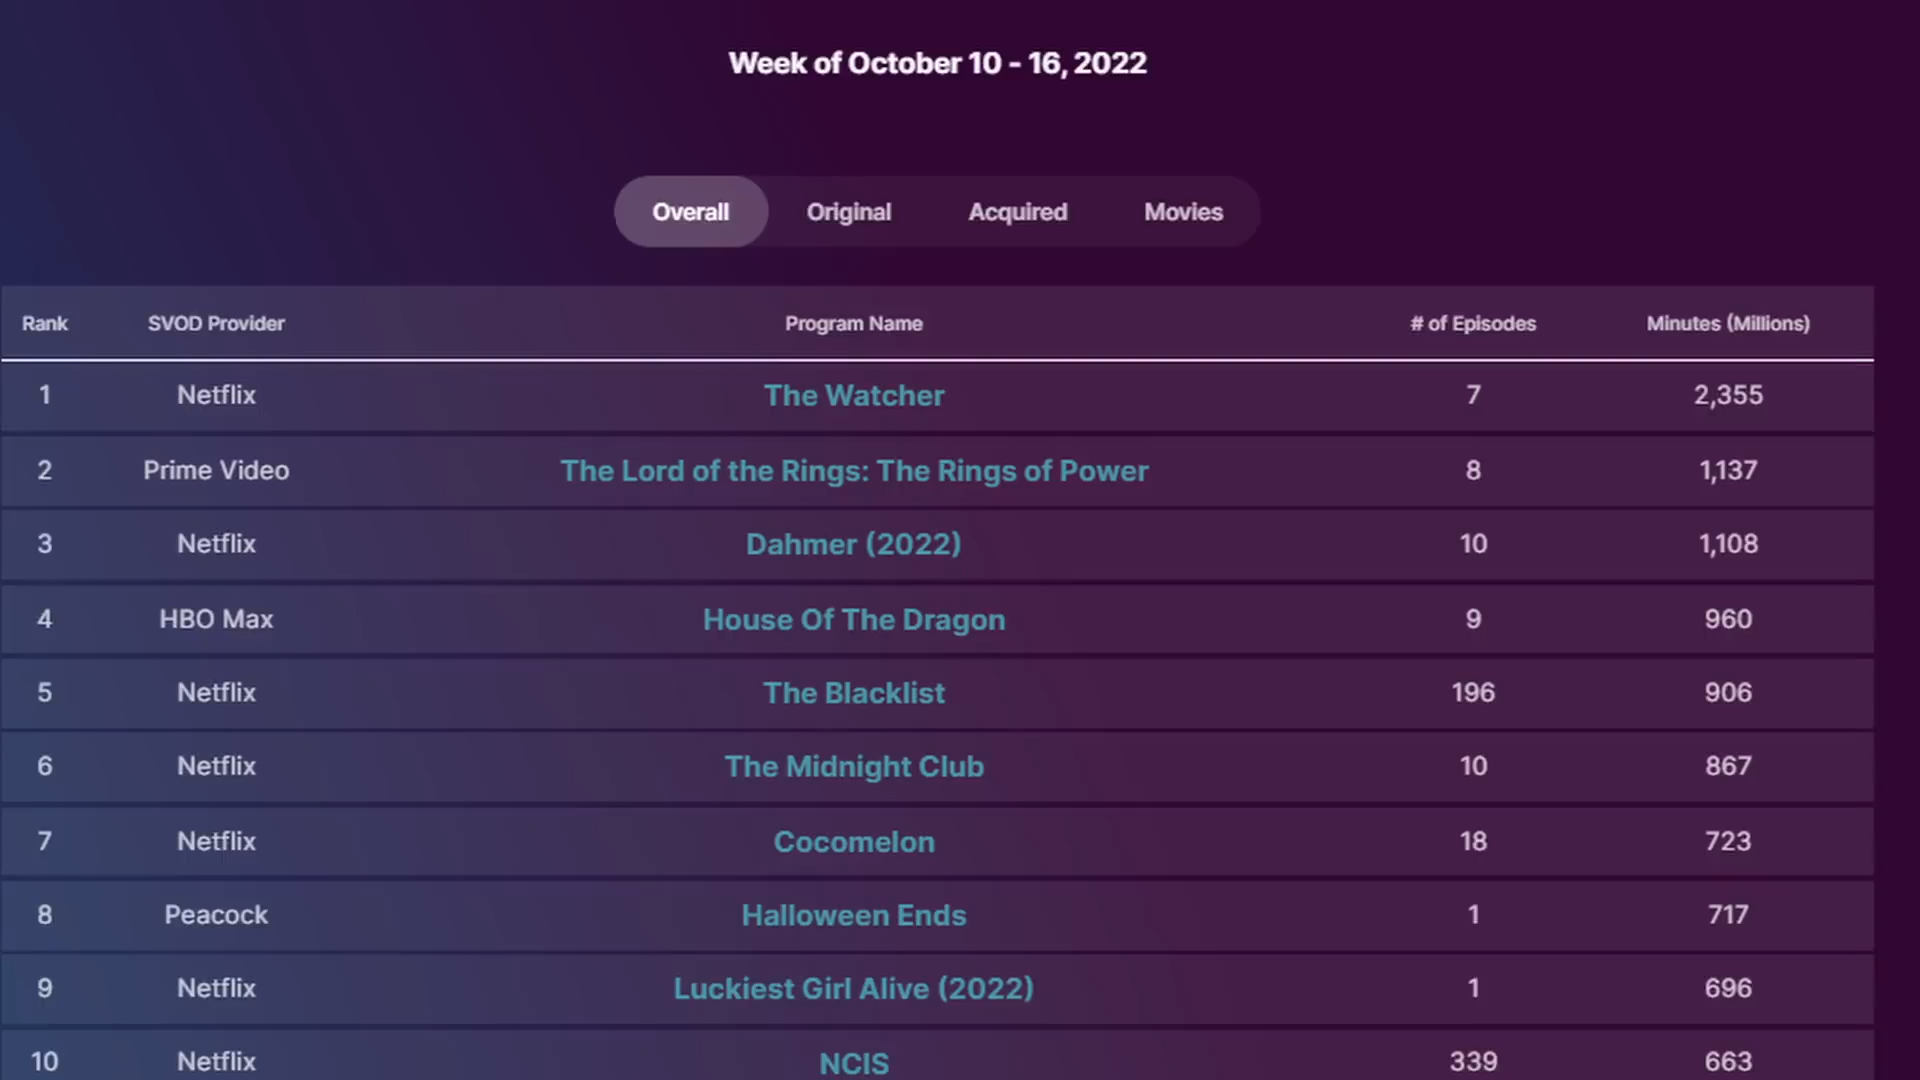 Week of October 10 - 16, 2022
Overall Original Acquired Movies
Rank SVOD Provider Program Name # of Episodes Minutes (Millions)
1 Netflix The Watcher 7 2,355
2 Prime Video The Lord of the Rings: The Rings of Power 8 1,137
3 Netflix Dahmer (2022) 10 1,108
4 HBO Max House Of The Dragon 9 960
5 Netflix The Blacklist 196 906
6 Netflix The Midnight Club 10 867
7 Netflix Cocomelon 18 723
8 Peacock Halloween Ends 1 717
9 Netflix Luckiest Girl Alive (2022) 1 696
10 Netflix NCIS 339 663